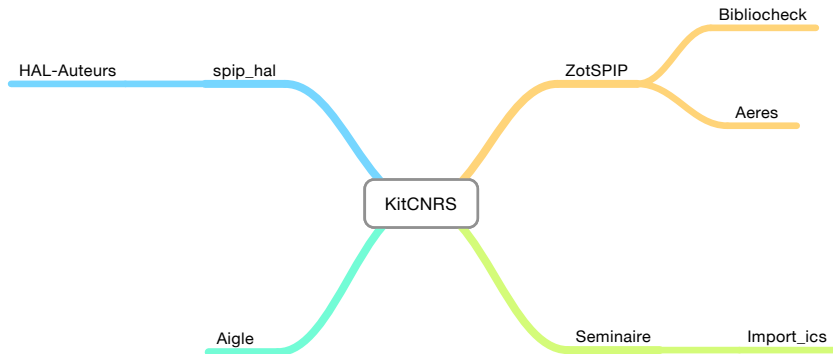 Bibliocheck
HAL-Auteurs
spip_hal
ZotSPIP
Aeres
KitCNRS
Aigle
Seminaire
Import_ics